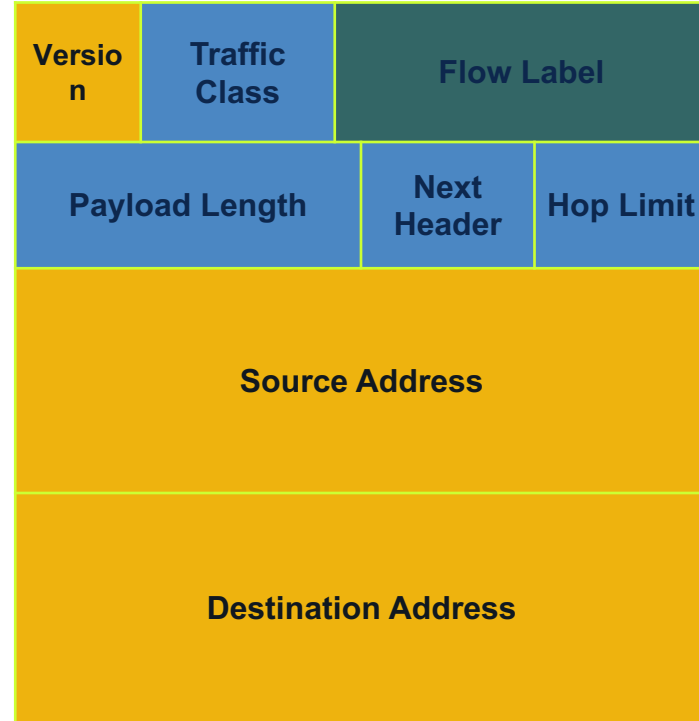 Versio
n
Traffic
Class
Flow Label
Payload Length
Next
Header
Hop Limit
Source Address
Destination Address